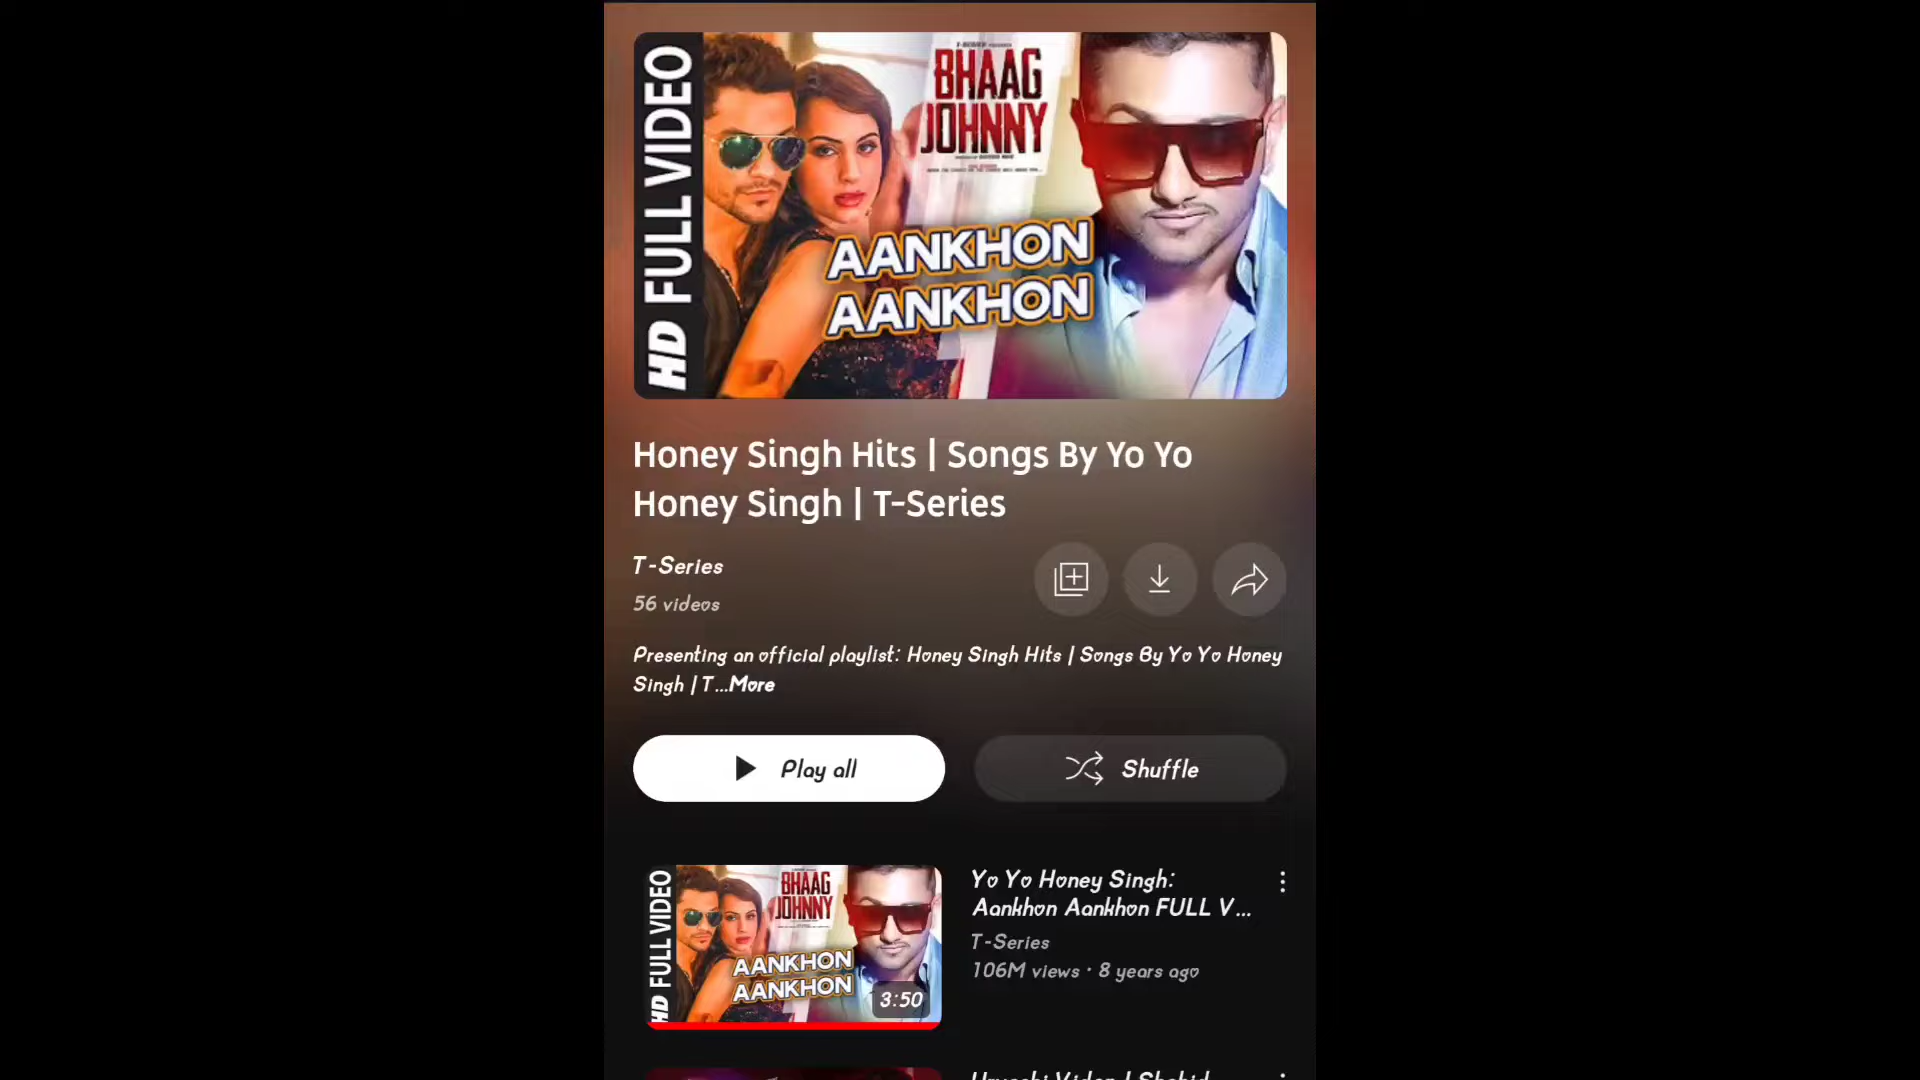 HD FULL VIDEO
BHAAG
JOHNNY
AANKHON
AANKHON
Honey Singh Hits | Songs By Yo Yo
Honey Singh | T-Series
T-Series
56 videos
Presenting an official playlist: Honey Singh Hits | Songs By Yo Yo Honey
Singh | T...More
Play all
Shuffle
HD FULL VIDEO
BHAAG
JOHNNY
AANKHON
AANKHON
3:50
Yo Yo Honey Singh:
Aankhon Aankhon FULL V...
T-Series
106M views · 8 years ago